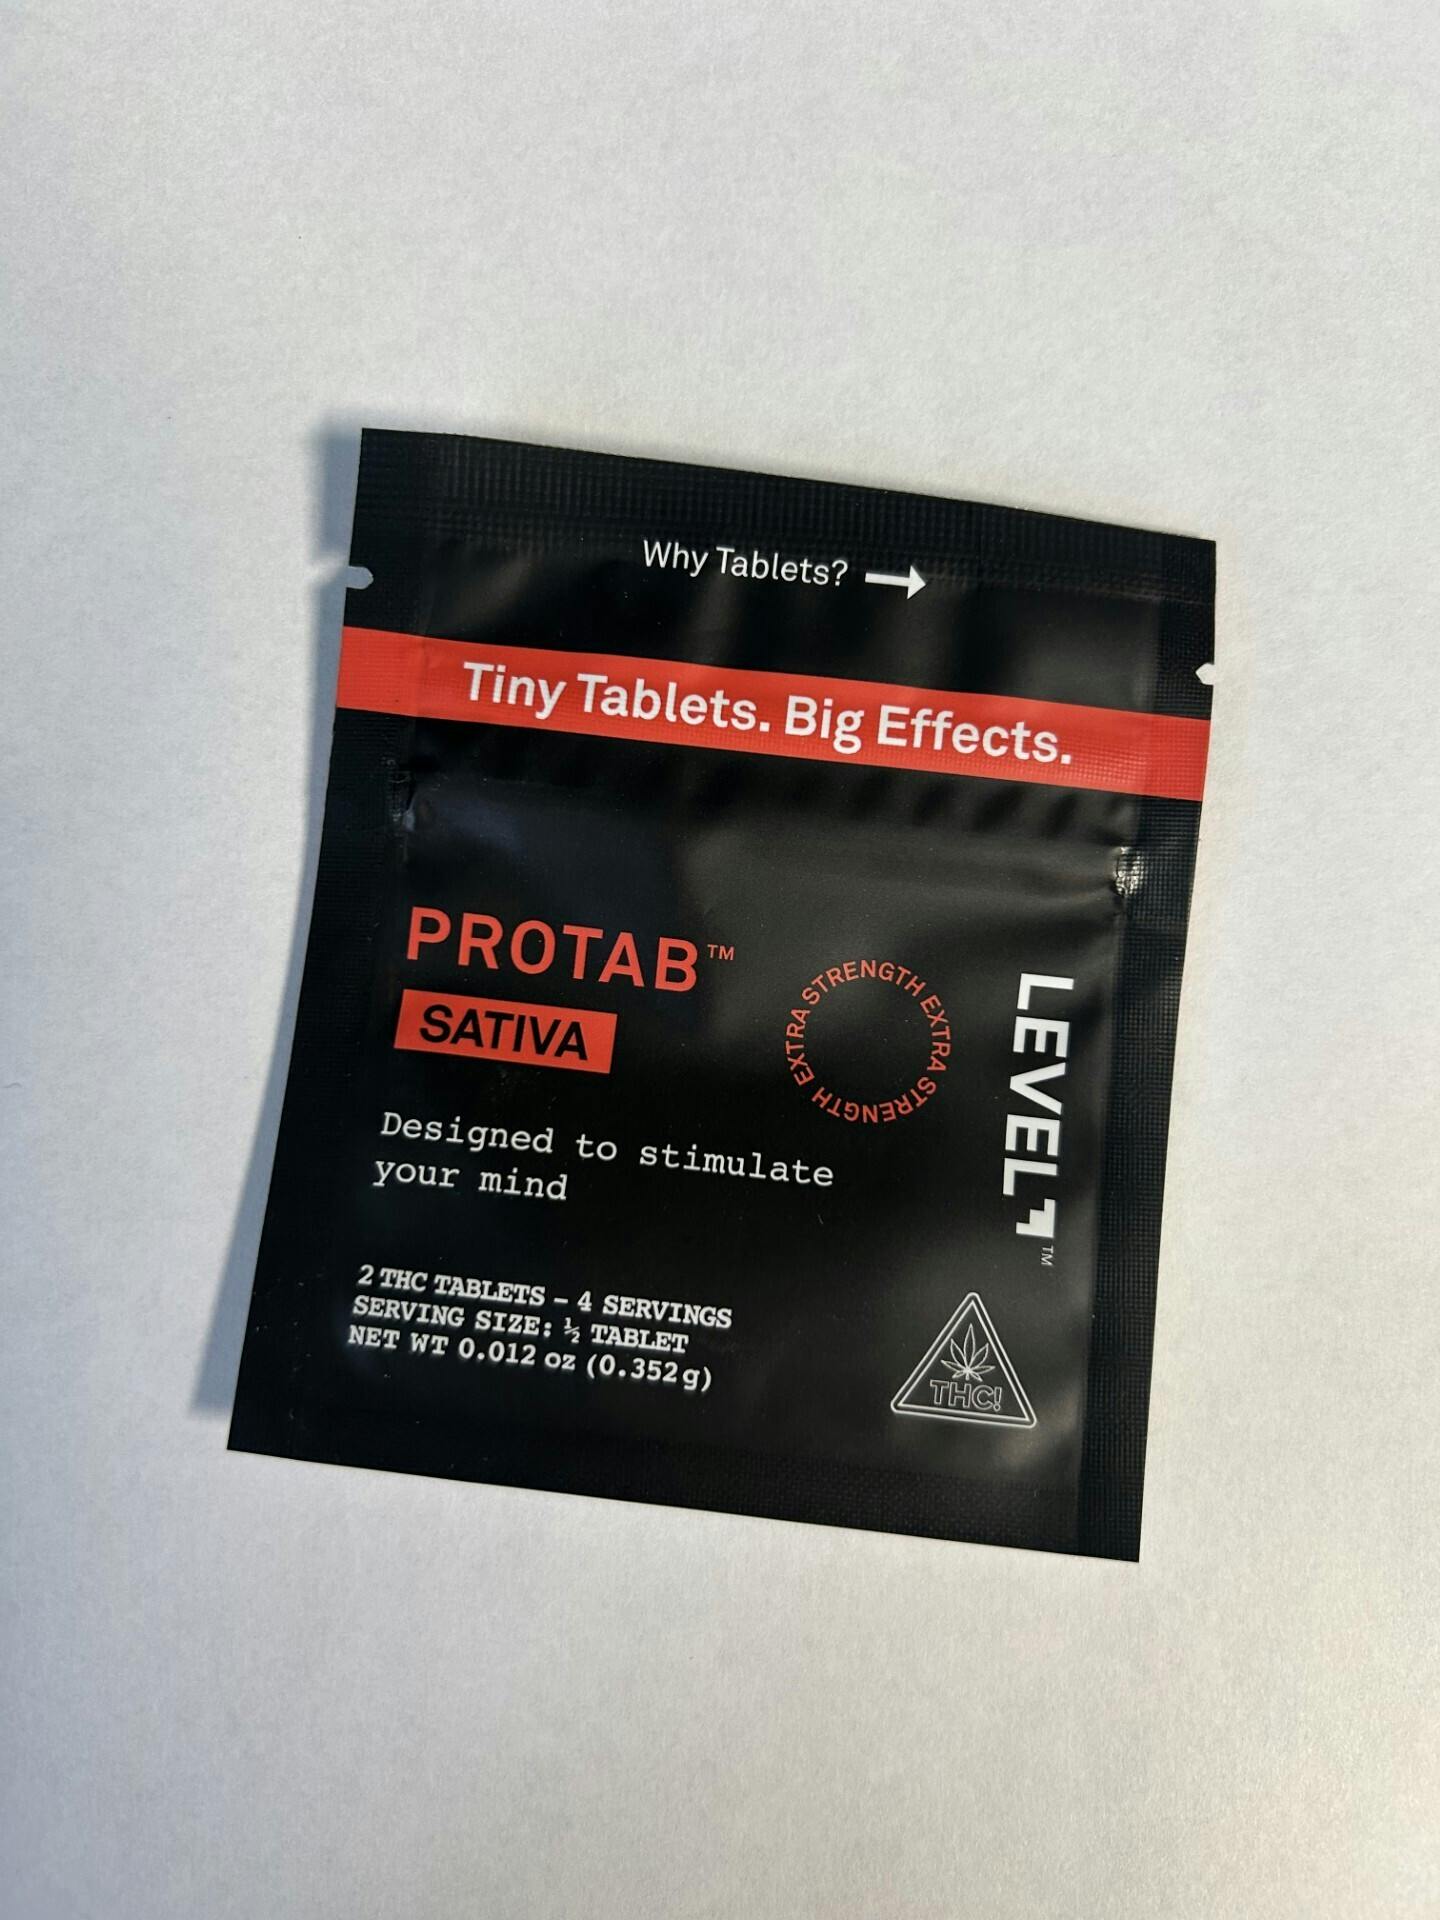 Why Tablets? →
Tiny Tablets. Big Effects.
PROTAB™
SATIVA
EXTRA STRENGTH EXTRA STRENGTH
LEVEL™
Designed to stimulate
your mind
2 THC TABLETS – 4 SERVINGS
SERVING SIZE: ½ TABLET
NET WT 0.012 oz (0.352g)
THC!